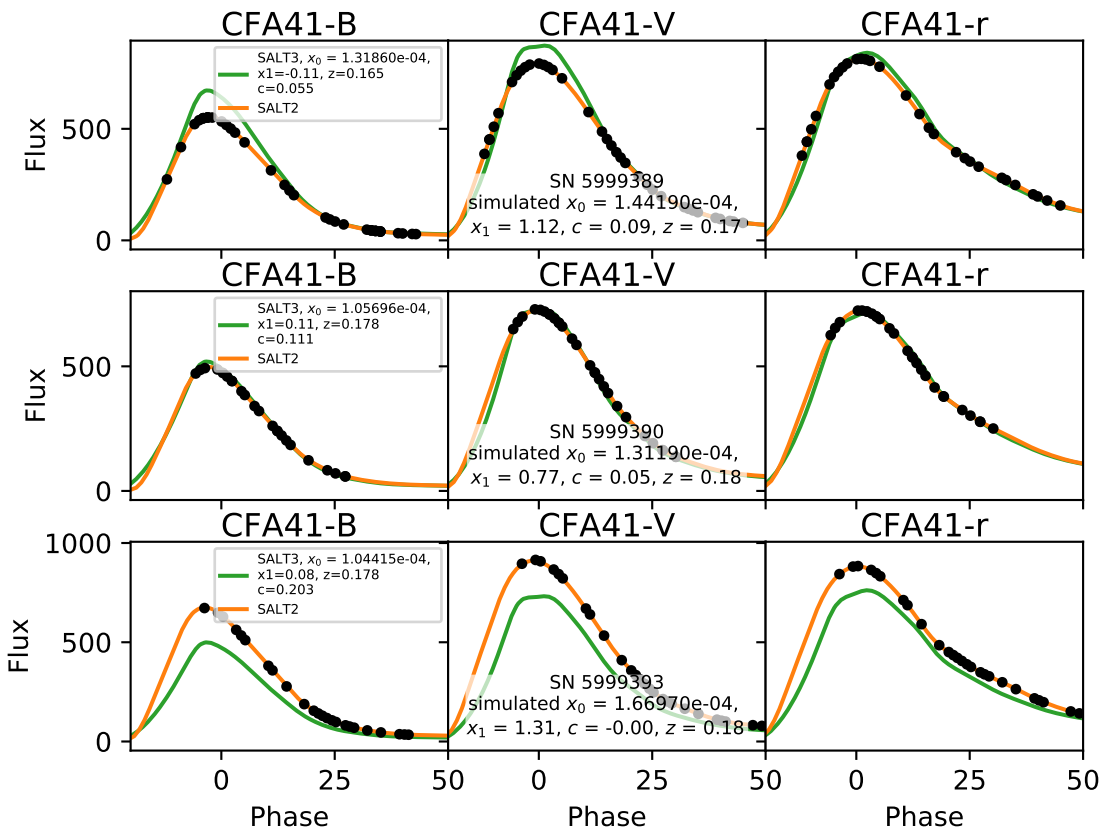 CFA41-B CFA41-V CFA41-r
SALT3, x₀ = 1.31860e-04,
x1=-0.11, z=0.165
c=0.055
SALT2
500
0
Flux
SN 5999389
simulated x₀ = 1.44190e-04,
x₁ = 1.12, c = 0.09, z = 0.17
CFA41-B CFA41-V CFA41-r
SALT3, x₀ = 1.05696e-04,
x1=0.11, z=0.178
c=0.111
SALT2
500
0
Flux
SN 5999390
simulated x₀ = 1.31190e-04,
x₁ = 0.77, c = 0.05, z = 0.18
CFA41-B CFA41-V CFA41-r
SALT3, x₀ = 1.04415e-04,
x1=0.08, z=0.178
c=0.203
SALT2
1000
500
0
Flux
SN 5999393
simulated x₀ = 1.66970e-04,
x₁ = 1.31, c = -0.00, z = 0.18
0 25 50 0 25 50 0 25 50
Phase Phase Phase